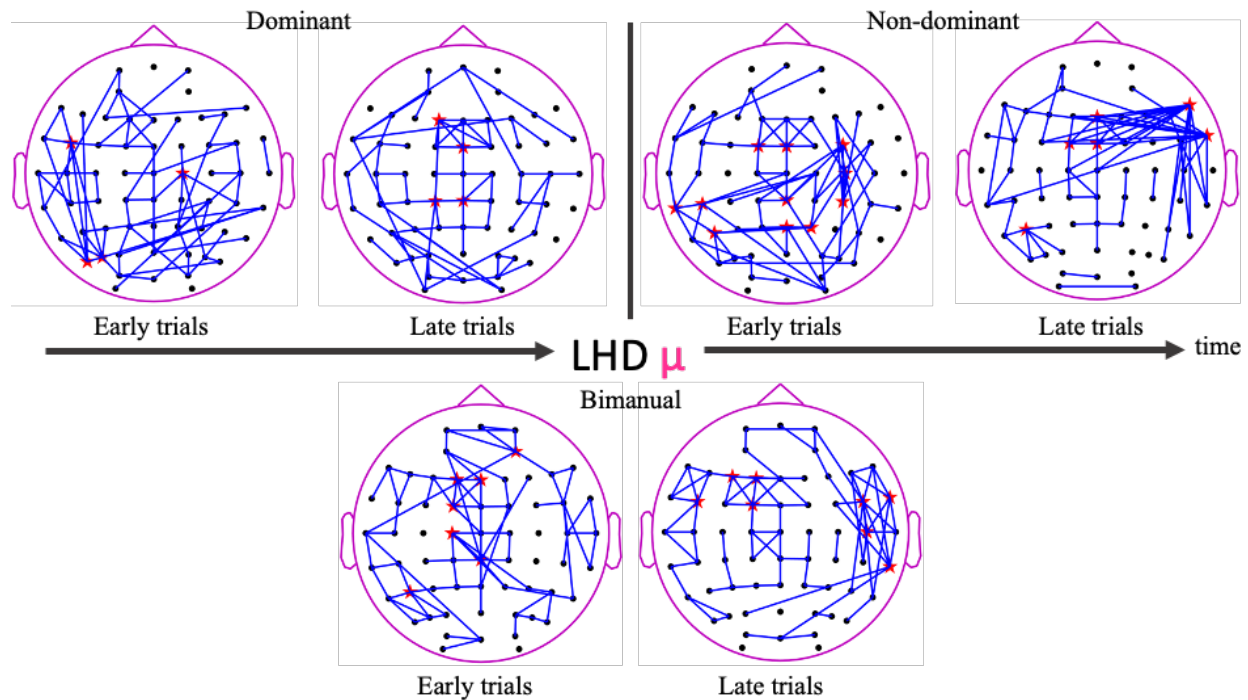 Dominant
Non-dominant
Early trials
Late trials
Early trials
Late trials
LHD μ
time
Bimanual
Early trials
Late trials